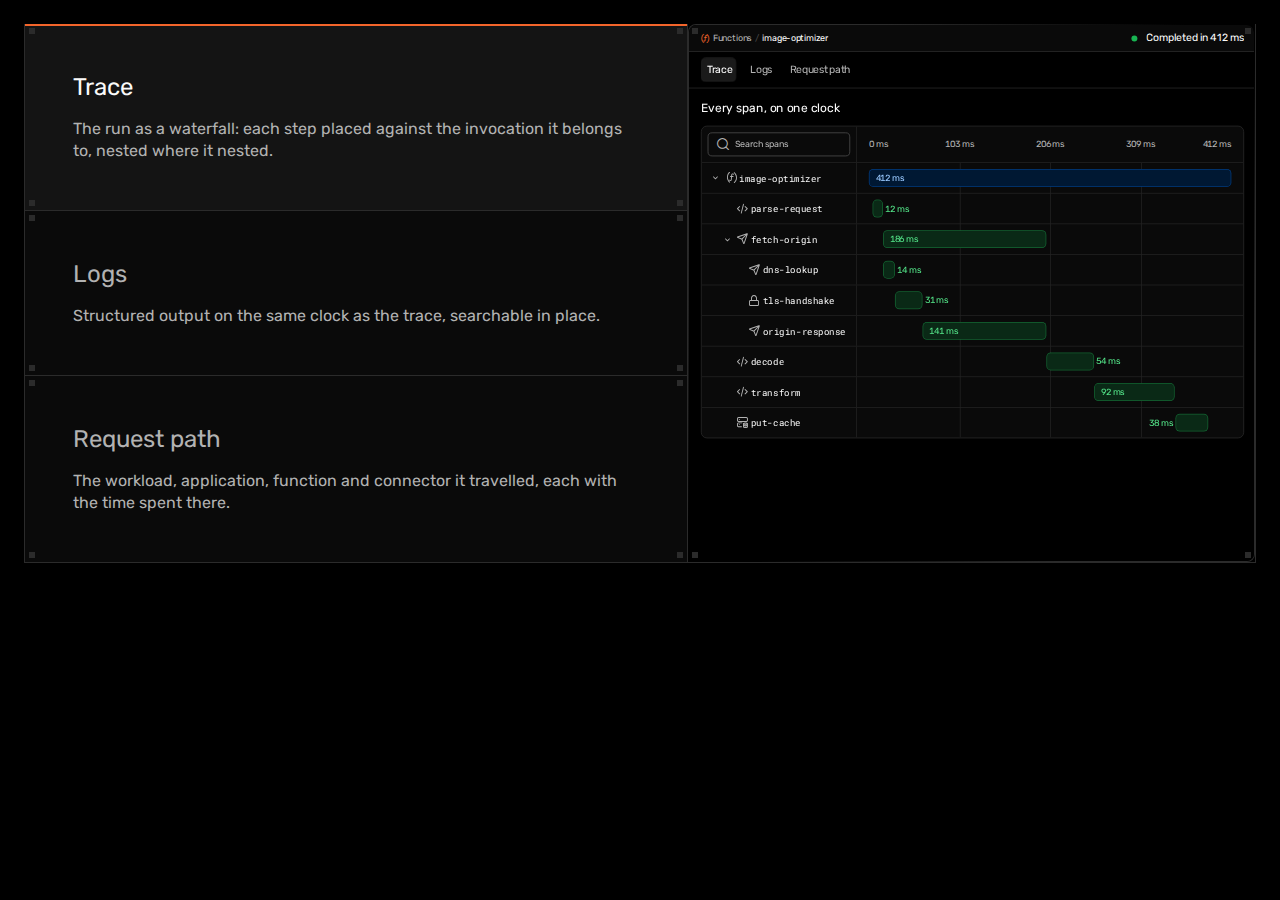 Trace
The run as a waterfall: each step placed against the invocation it belongs
to, nested where it nested.
Logs
Structured output on the same clock as the trace, searchable in place.
Request path
The workload, application, function and connector it travelled, each with
the time spent there.
Functions / image-optimizer
Completed in 412 ms
Trace Logs Request path
Every span, on one clock
Search spans 0 ms 103 ms 206 ms 309 ms 412 ms
image-optimizer 412 ms
parse-request 12 ms
fetch-origin 186 ms
dns-lookup 14 ms
tls-handshake 31 ms
origin-response 141 ms
decode 54 ms
transform 92 ms
put-cache 38 ms